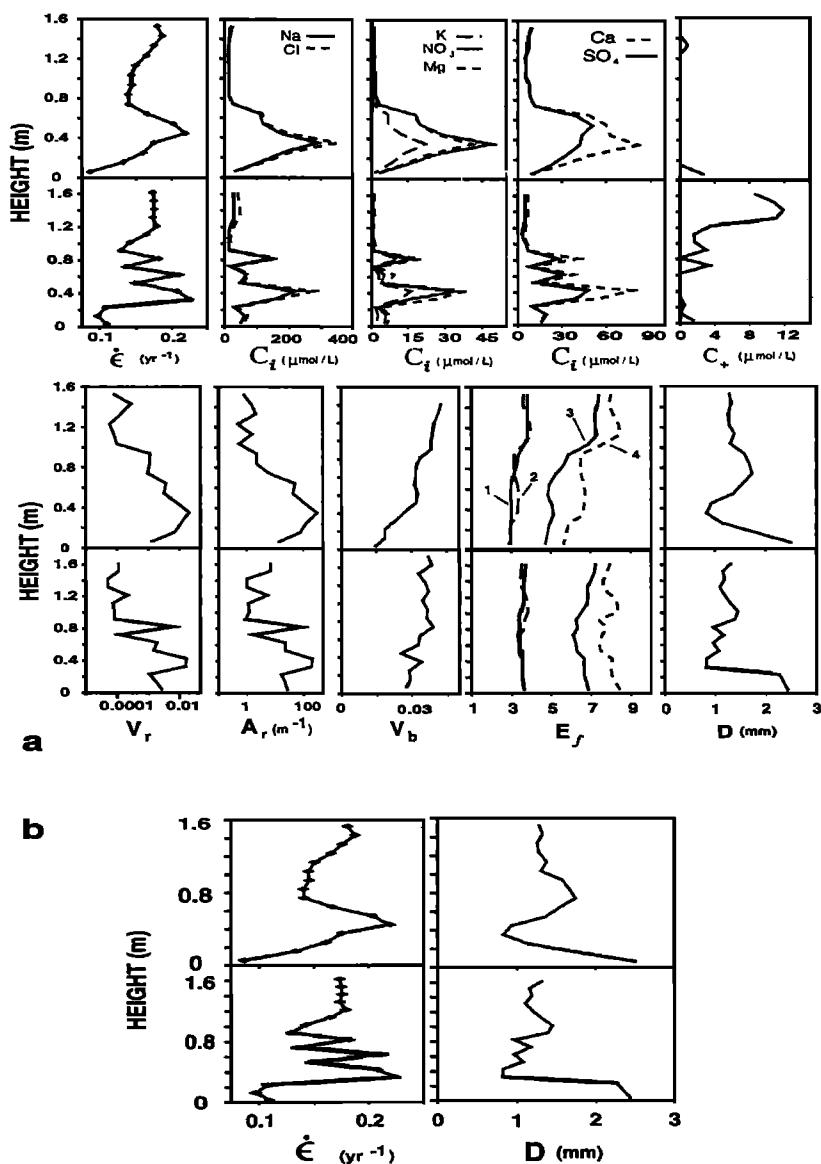 1.6
1.2
0.8
0.4
0
1.6
1.2
0.8
0.4
0
HEIGHT (m)
Na
Cl
K
NO₃
Mg
Ca
SO₄
0.1 0.2
ε̇ (yr⁻¹)
0 200 400
C𝑖 (µmol/L)
0 15 30 45
C𝑖 (µmol/L)
0 30 60 90
C𝑖 (µmol/L)
0 4 8 12
C₊ (µmol/L)
1.6
1.2
0.8
0.4
0
1.6
1.2
0.8
0.4
0
HEIGHT (m)
1 2 3 4
0.0001 0.01
Vr
1 100
Ar (m⁻¹)
0 0.03
Vb
1 3 5 7 9
Ef
0 1 2 3
D (mm)
a
b
1.6
0.8
0
1.6
0.8
0
HEIGHT (m)
0.1 0.2
ε̇ (yr⁻¹)
0 1 2 3
D (mm)